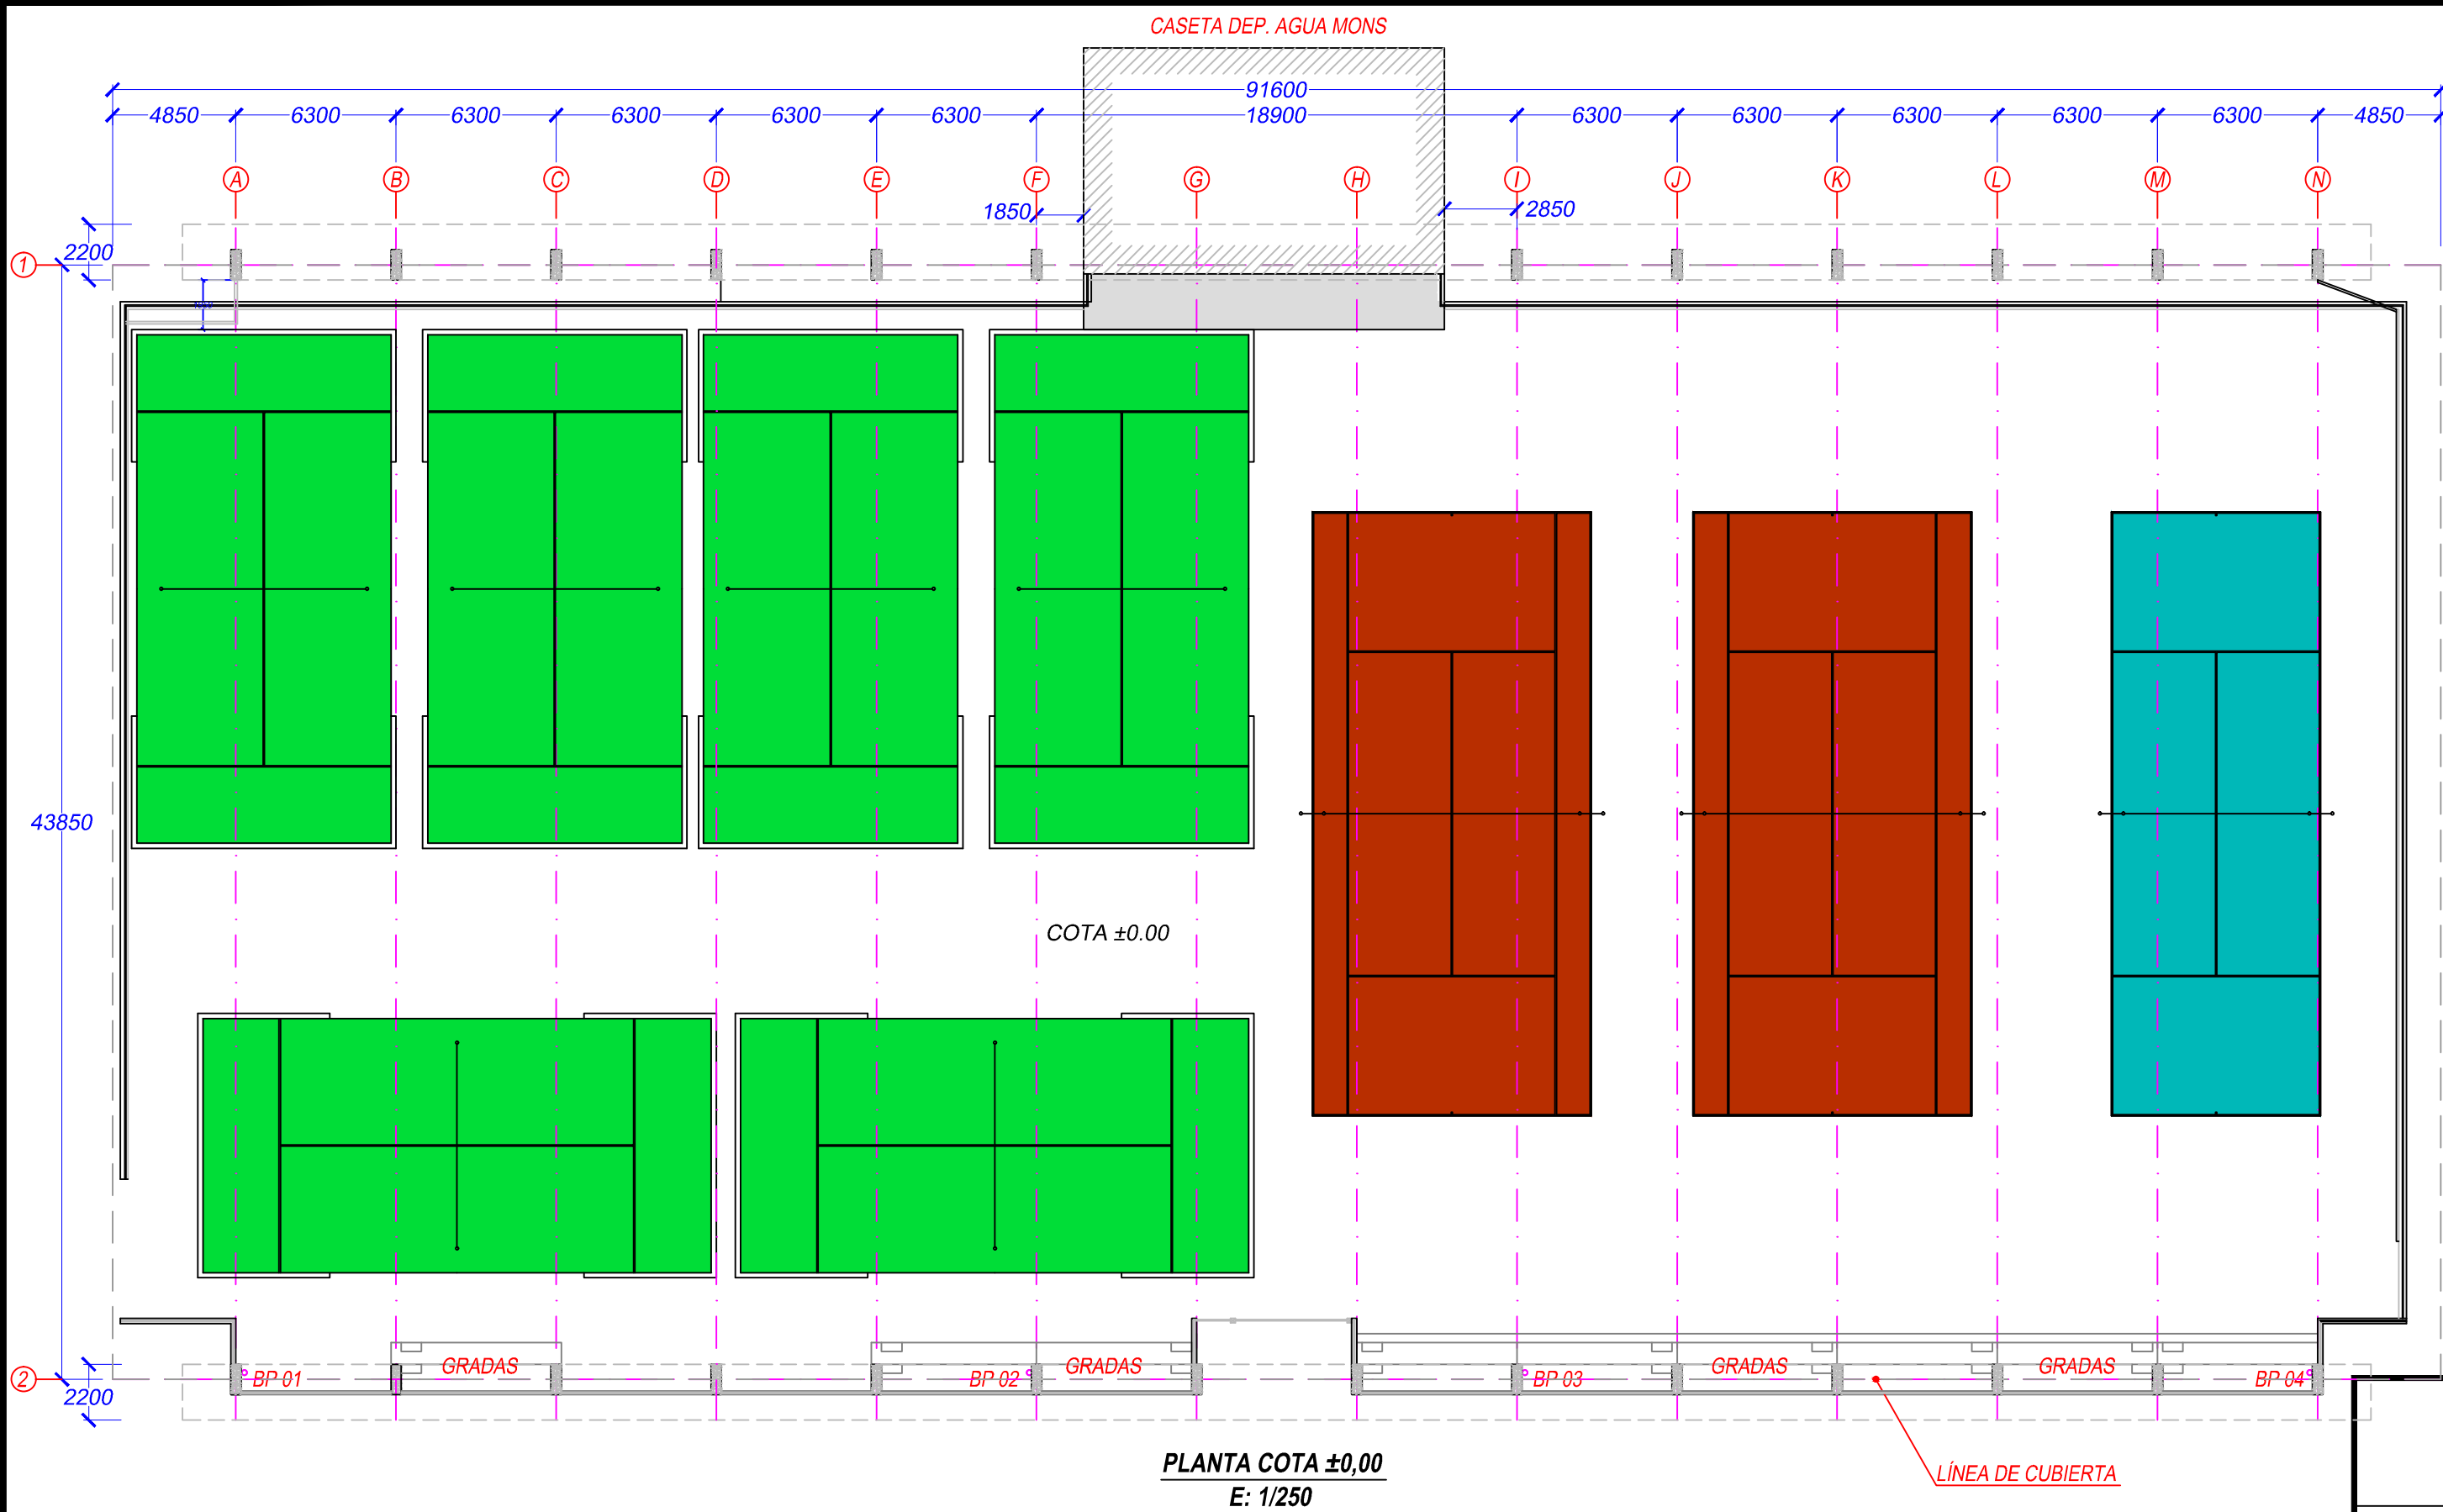 CASETA DEP. AGUA MONS
91600
4850 6300 6300 6300 6300 6300 18900 6300 6300 6300 6300 6300 4850
A B C D E F G H I J K L M N
1850 2850
2200
1
43850
COTA ±0.00
2
BP 01 GRADAS BP 02 GRADAS BP 03 GRADAS GRADAS BP 04
2200
PLANTA COTA ±0,00
E: 1/250
LÍNEA DE CUBIERTA